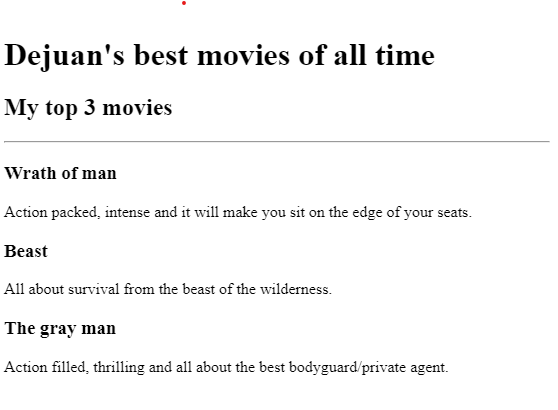 Dejuan's best movies of all time
My top 3 movies
Wrath of man
Action packed, intense and it will make you sit on the edge of your seats.
Beast
All about survival from the beast of the wilderness.
The gray man
Action filled, thrilling and all about the best bodyguard/private agent.